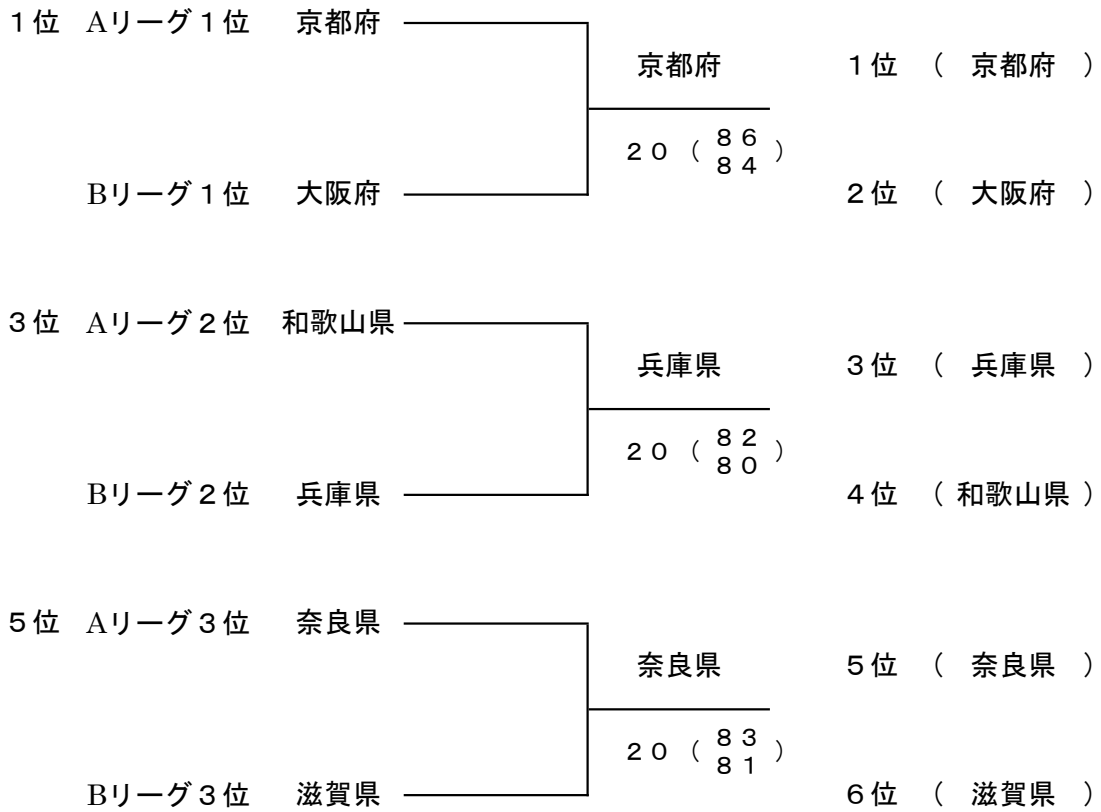 １位 Aリーグ１位 京都府
京都府 １位 （ 京都府 ）
２０（ ８６ ８４ ）
Bリーグ１位 大阪府 ２位 （ 大阪府 ）
３位 Aリーグ２位 和歌山県
兵庫県 ３位 （ 兵庫県 ）
２０（ ８２ ８０ ）
Bリーグ２位 兵庫県 ４位 （ 和歌山県 ）
５位 Aリーグ３位 奈良県
奈良県 ５位 （ 奈良県 ）
２０（ ８３ ８１ ）
Bリーグ３位 滋賀県 ６位 （ 滋賀県 ）